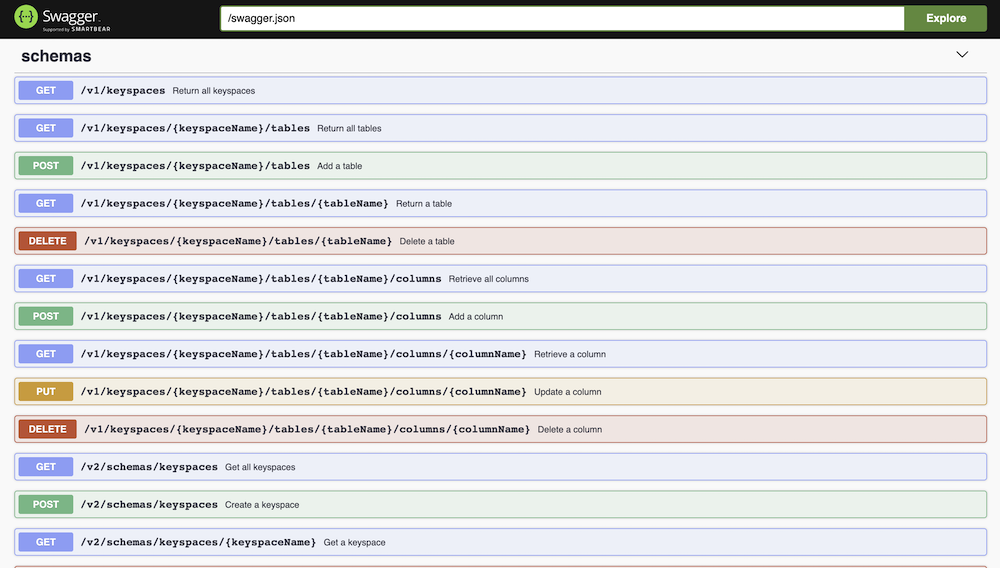 Swagger
Supported by SMARTBEAR
/swagger.json
Explore
schemas
GET /v1/keyspaces Return all keyspaces
GET /v1/keyspaces/{keyspaceName}/tables Return all tables
POST /v1/keyspaces/{keyspaceName}/tables Add a table
GET /v1/keyspaces/{keyspaceName}/tables/{tableName} Return a table
DELETE /v1/keyspaces/{keyspaceName}/tables/{tableName} Delete a table
GET /v1/keyspaces/{keyspaceName}/tables/{tableName}/columns Retrieve all columns
POST /v1/keyspaces/{keyspaceName}/tables/{tableName}/columns Add a column
GET /v1/keyspaces/{keyspaceName}/tables/{tableName}/columns/{columnName} Retrieve a column
PUT /v1/keyspaces/{keyspaceName}/tables/{tableName}/columns/{columnName} Update a column
DELETE /v1/keyspaces/{keyspaceName}/tables/{tableName}/columns/{columnName} Delete a column
GET /v2/schemas/keyspaces Get all keyspaces
POST /v2/schemas/keyspaces Create a keyspace
GET /v2/schemas/keyspaces/{keyspaceName} Get a keyspace